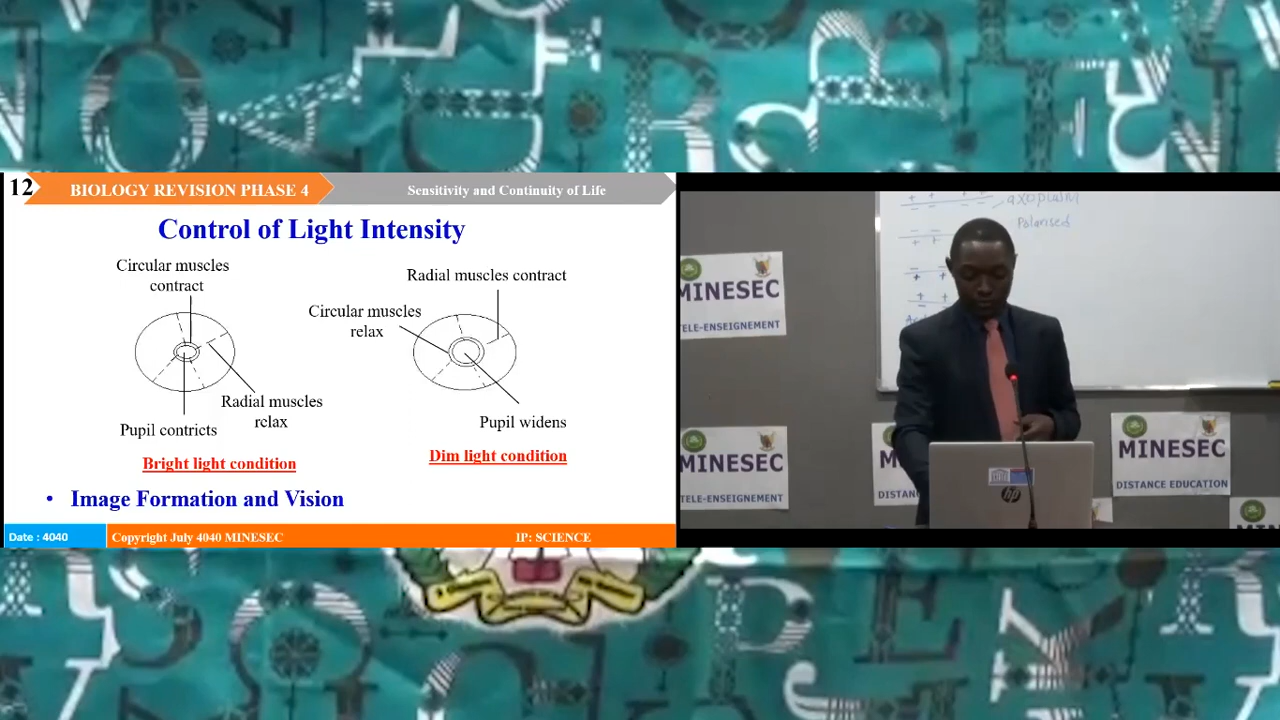 12
BIOLOGY REVISION PHASE 4
Sensitivity and Continuity of Life
Control of Light Intensity
Circular muscles
contract
Radial muscles
relax
Pupil contricts
Bright light condition
Radial muscles contract
Circular muscles
relax
Pupil widens
Dim light condition
• Image Formation and Vision
Date : 4040
Copyright July 4040 MINESEC
IP: SCIENCE
axoplasm
Polarised
MINESEC
TELE-ENSEIGNEMENT
MINESEC
TELE-ENSEIGNEMENT
MINESEC
DISTANCE EDUCATION
hp